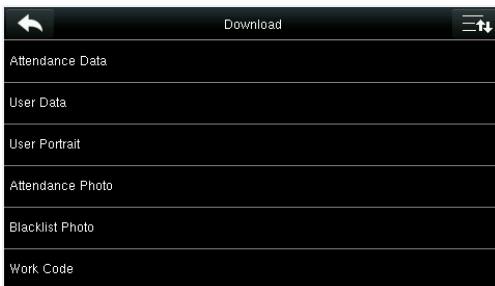 Download
Attendance Data
User Data
User Portrait
Attendance Photo
Blacklist Photo
Work Code